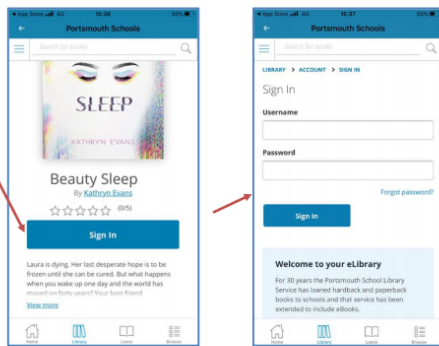 App Store 4G 15:36 55%
Portsmouth Schools
Search for books
SLEEP
KATHRYN EVANS
Beauty Sleep
By Kathryn Evans
(0/5)
Sign In
Laura is dying. Her last desperate hope is to be
frozen until she can be cured. But what happens
when you wake up one day and the world has
moved on forty years? Your best friend
View more
Home
Library
Loans
Browse
App Store 4G 15:37 55%
Portsmouth Schools
Search for books
LIBRARY > ACCOUNT > SIGN IN
Sign In
Username
Password
Forgot password?
Sign In
Welcome to your eLibrary
For 30 years the Portsmouth School Library
Service has loaned hardback and paperback
books to schools and that service has been
extended to include eBooks.
Home
Library
Loans
Browse